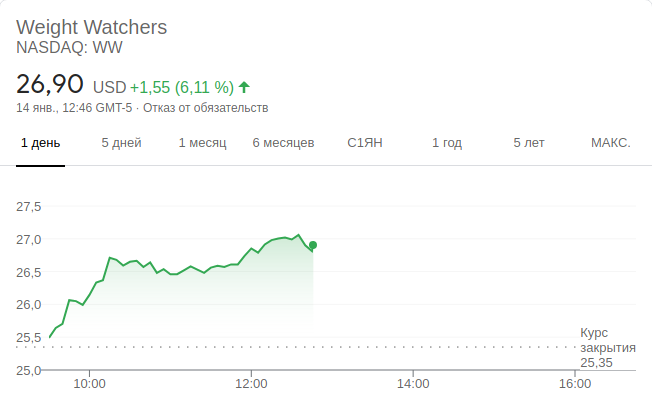 Weight Watchers
NASDAQ: WW
26,90 USD +1,55 (6,11 %)
14 янв., 12:46 GMT-5 · Отказ от обязательств
1 день 5 дней 1 месяц 6 месяцев С1ЯН 1 год 5 лет МАКС.
27,5
27,0
26,5
26,0
25,5
25,0
Курс
закрытия
25,35
10:00 12:00 14:00 16:00